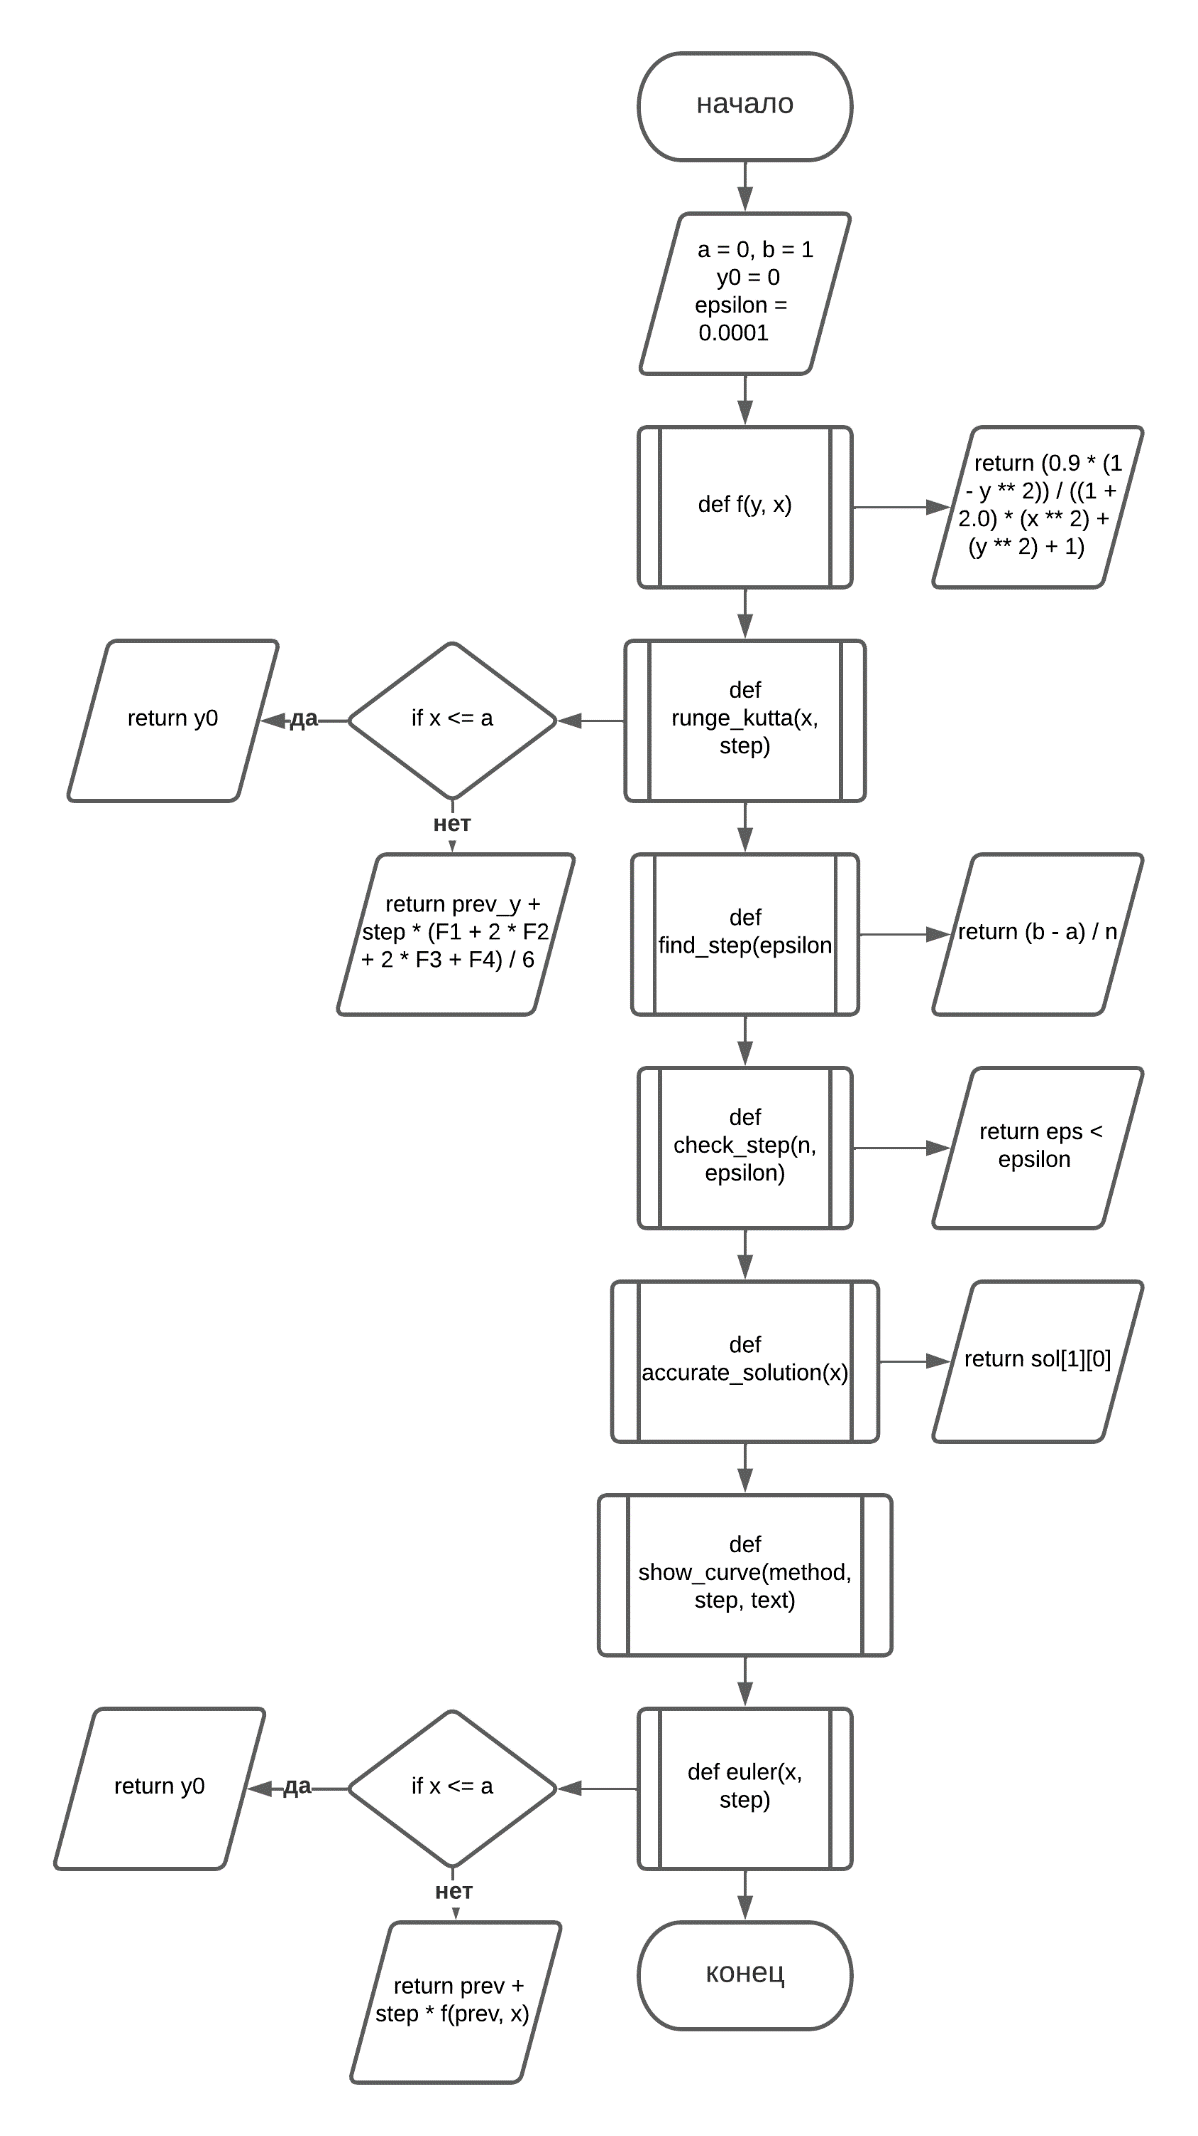 начало
a = 0, b = 1
y0 = 0
epsilon =
0.0001
def f(y, x)
return (0.9 * (1
- y ** 2)) / ((1 +
2.0) * (x ** 2) +
(y ** 2) + 1)
def
runge_kutta(x,
step)
if x <= a
да
return y0
нет
return prev_y +
step * (F1 + 2 * F2
+ 2 * F3 + F4) / 6
def
find_step(epsilon
return (b - a) / n
def
check_step(n,
epsilon)
return eps <
epsilon
def
accurate_solution(x)
return sol[1][0]
def
show_curve(method,
step, text)
def euler(x,
step)
if x <= a
да
return y0
нет
return prev +
step * f(prev, x)
конец